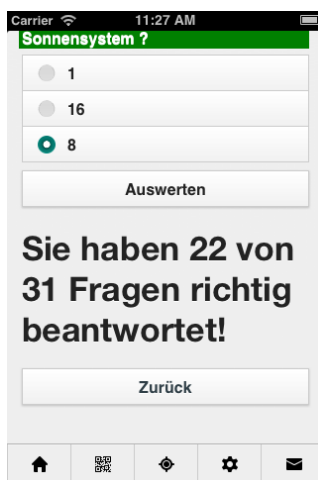 Carrier 11:27 AM
Sonnensystem ?
1
16
8
Auswerten
Sie haben 22 von
31 Fragen richtig
beantwortet!
Zurück